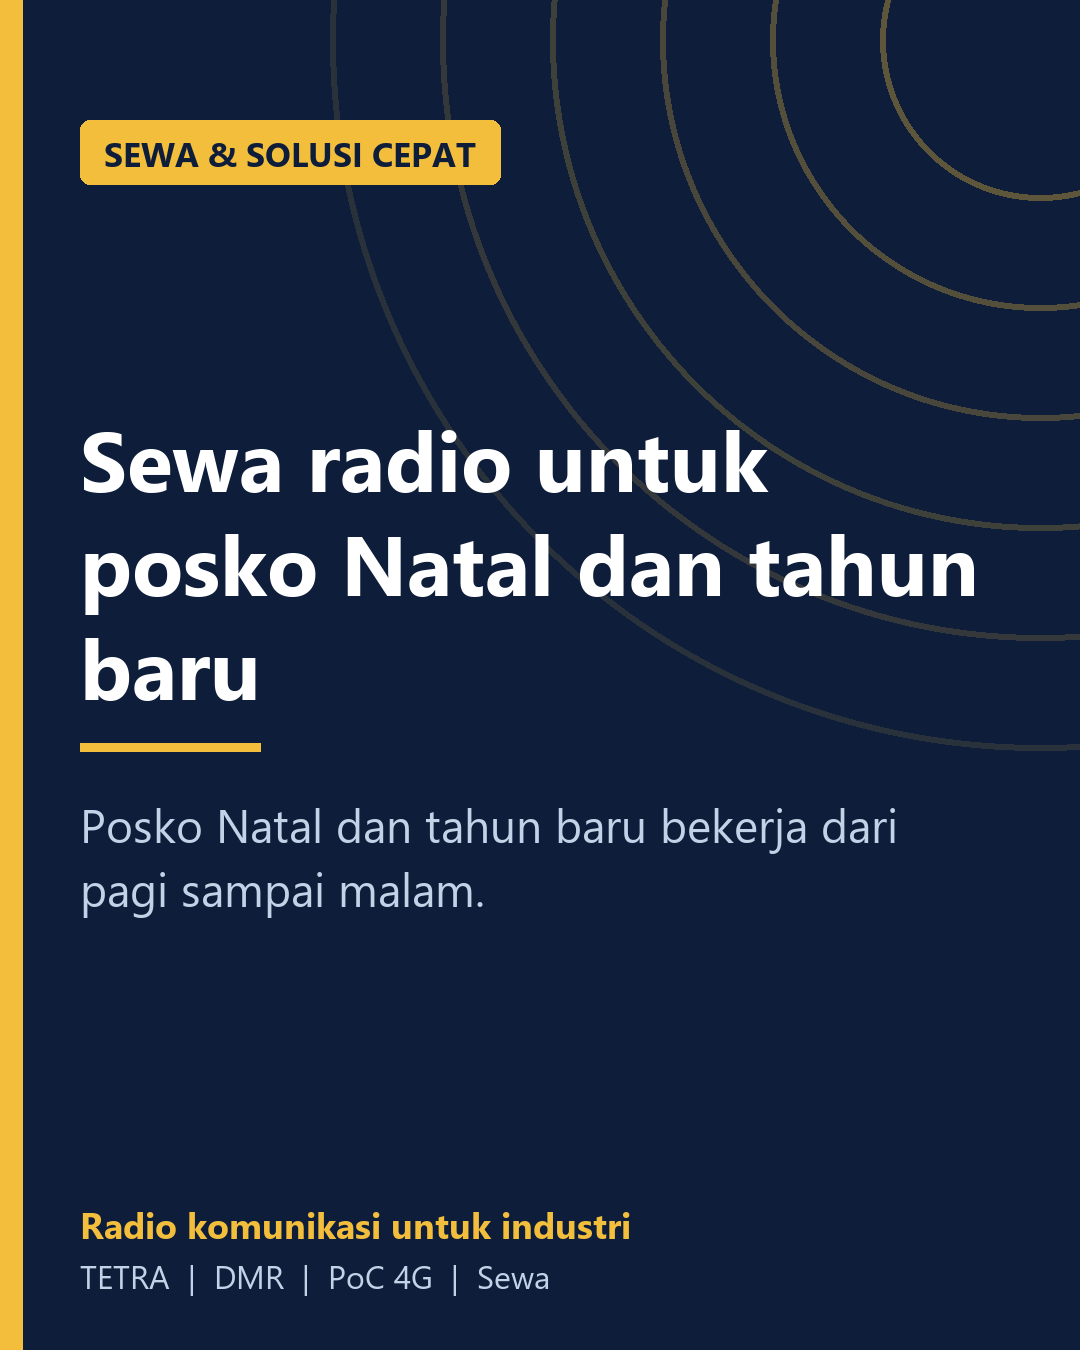 SEWA & SOLUSI CEPAT
Sewa radio untuk
posko Natal dan tahun
baru
Posko Natal dan tahun baru bekerja dari
pagi sampai malam.
Radio komunikasi untuk industri
TETRA | DMR | PoC 4G | Sewa